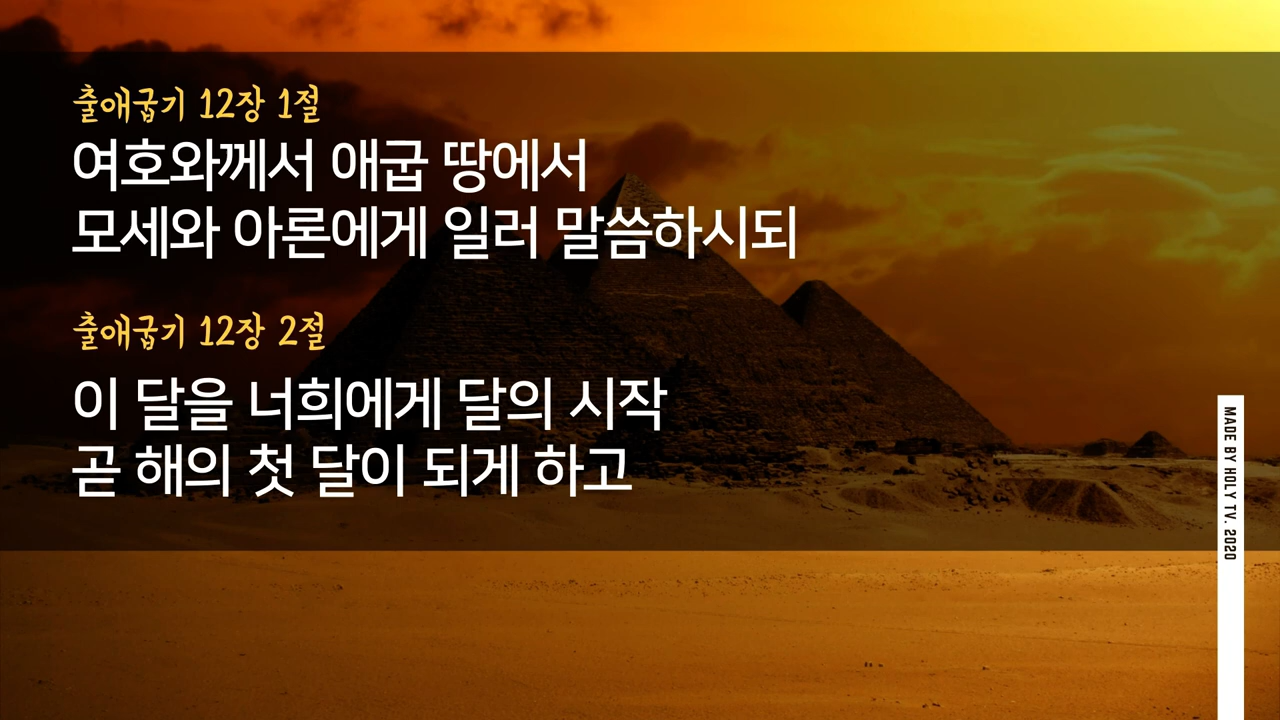 출애굽기 12장 1절
여호와께서 애굽 땅에서
모세와 아론에게 일러 말씀하시되
출애굽기 12장 2절
이 달을 너희에게 달의 시작
곧 해의 첫 달이 되게 하고
MADE BY HOLY TV. 2020